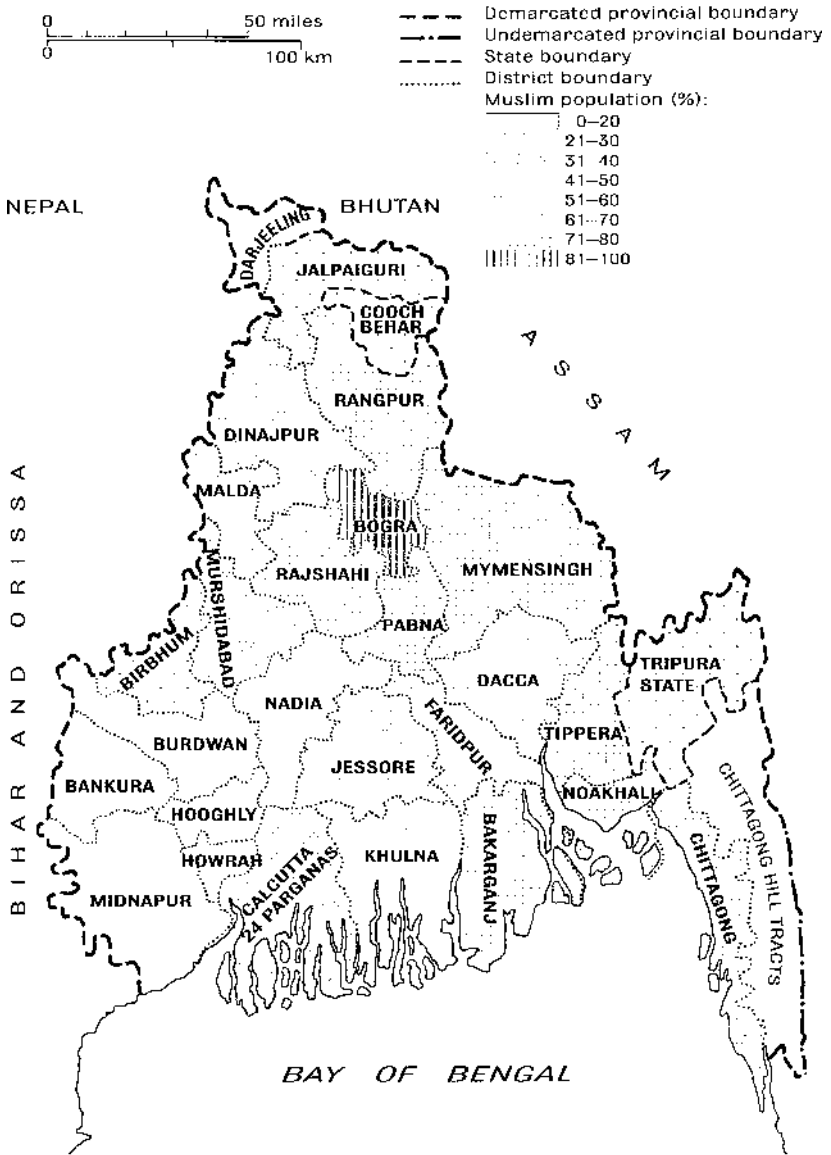 0 50 miles
0 100 km
Demarcated provincial boundary
Undemarcated provincial boundary
State boundary
District boundary
Muslim population (%):
0–20
21–30
31–40
41–50
51–60
61–70
71–80
81–100
NEPAL
BHUTAN
DARJEELING
JALPAIGURI
COOCH
BEHAR
ASSAM
RANGPUR
DINAJPUR
MALDA
BOGRA
RAJSHAHI
MYMENSINGH
MURSHIDABAD
PABNA
BIRBHUM
BIHAR AND ORISSA
NADIA
DACCA
TRIPURA
STATE
FARIDPUR
TIPPERA
BURDWAN
JESSORE
BANKURA
NOAKHALI
HOOGHLY
BAKARGANJ
CHITTAGONG HILL TRACTS
HOWRAH
CALCUTTA
24 PARGANAS
KHULNA
CHITTAGONG
MIDNAPUR
BAY OF BENGAL